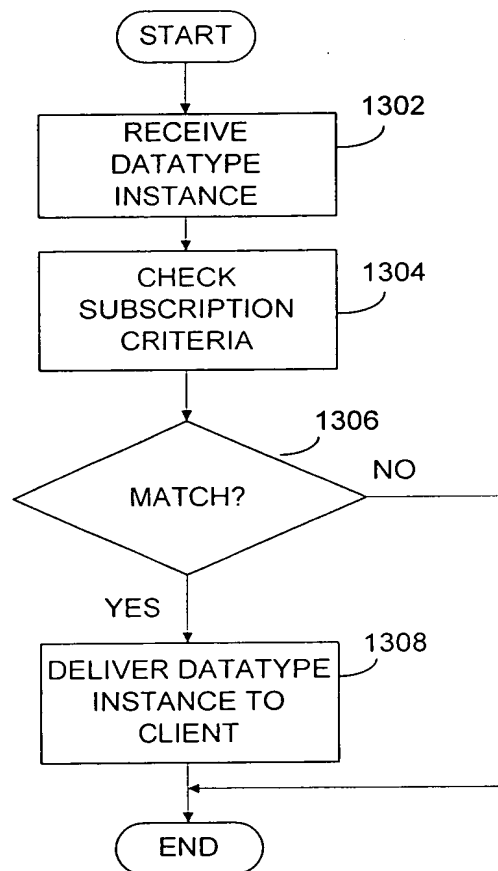 START
1302
RECEIVE
DATATYPE
INSTANCE
1304
CHECK
SUBSCRIPTION
CRITERIA
1306
MATCH?
NO
YES
1308
DELIVER DATATYPE
INSTANCE TO
CLIENT
END